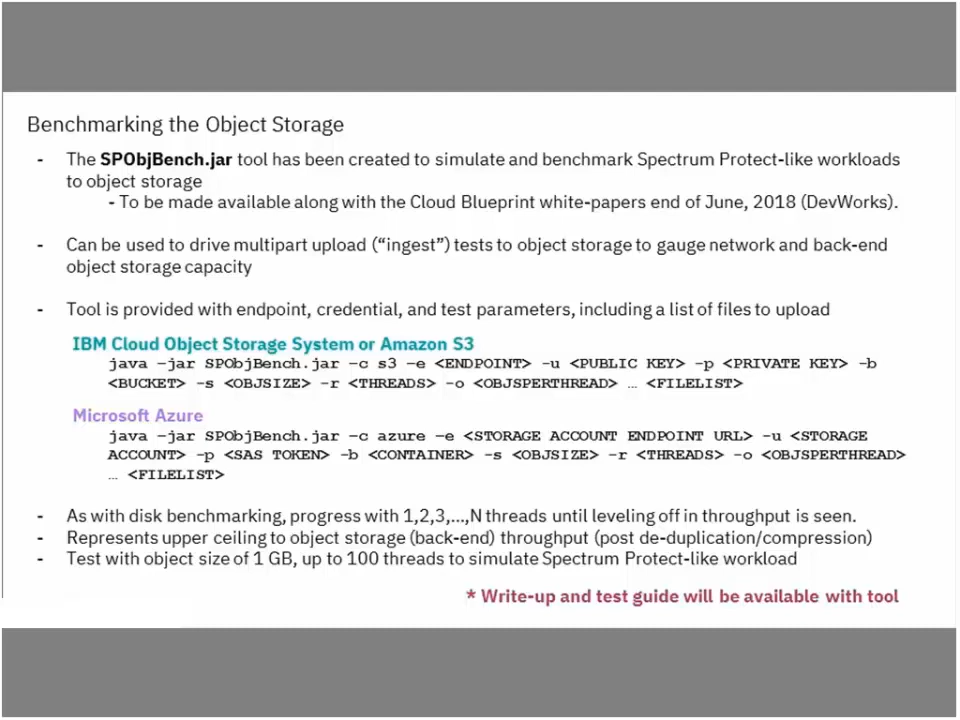 Benchmarking the Object Storage
- The SPObjBench.jar tool has been created to simulate and benchmark Spectrum Protect-like workloads
to object storage
- To be made available along with the Cloud Blueprint white-papers end of June, 2018 (DevWorks).
- Can be used to drive multipart upload (“ingest”) tests to object storage to gauge network and back-end
object storage capacity
- Tool is provided with endpoint, credential, and test parameters, including a list of files to upload
IBM Cloud Object Storage System or Amazon S3
java –jar SPObjBench.jar –c s3 –e <ENDPOINT> -u <PUBLIC KEY> -p <PRIVATE KEY> -b
<BUCKET> -s <OBJSIZE> -r <THREADS> -o <OBJSPERTHREAD> … <FILELIST>
Microsoft Azure
java –jar SPObjBench.jar –c azure –e <STORAGE ACCOUNT ENDPOINT URL> -u <STORAGE
ACCOUNT> -p <SAS TOKEN> -b <CONTAINER> -s <OBJSIZE> -r <THREADS> -o <OBJSPERTHREAD>
… <FILELIST>
- As with disk benchmarking, progress with 1,2,3,…,N threads until leveling off in throughput is seen.
- Represents upper ceiling to object storage (back-end) throughput (post de-duplication/compression)
- Test with object size of 1 GB, up to 100 threads to simulate Spectrum Protect-like workload
* Write-up and test guide will be available with tool